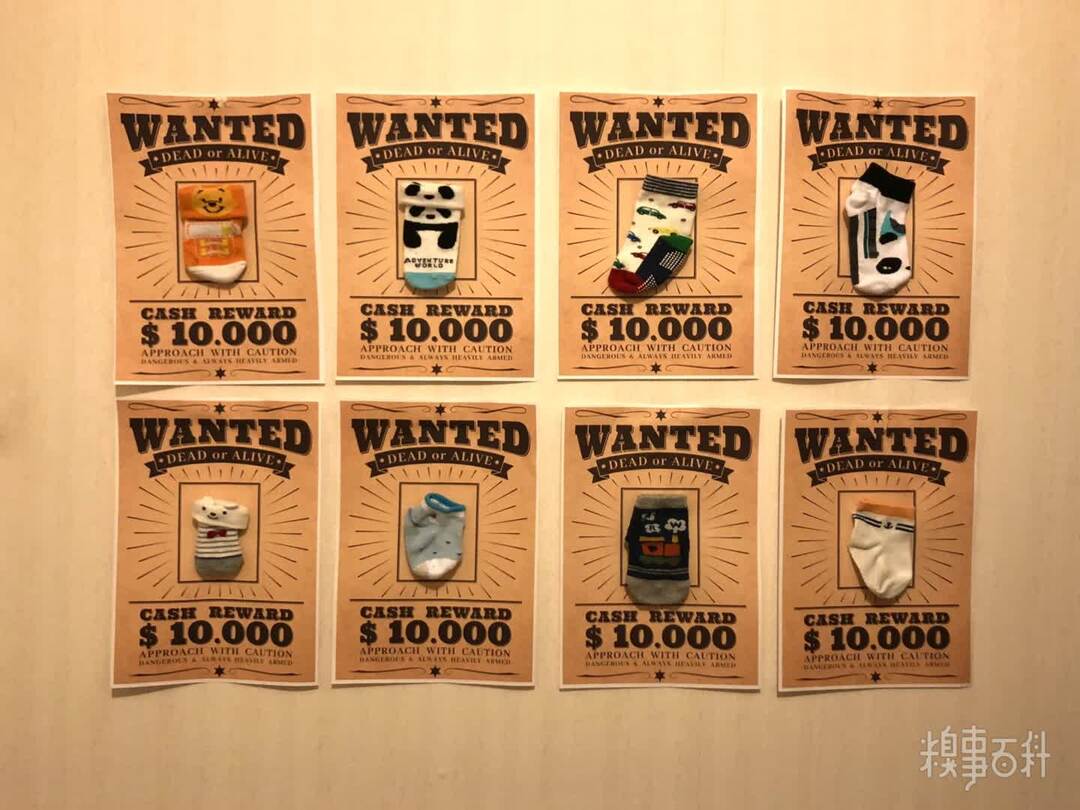 WANTED
DEAD or ALIVE
CASH REWARD
$ 10.000
APPROACH WITH CAUTION
DANGEROUS & ALWAYS HEAVILY ARMED
WANTED
DEAD or ALIVE
ADVENTURE
WORLD
CASH REWARD
$ 10.000
APPROACH WITH CAUTION
DANGEROUS & ALWAYS HEAVILY ARMED
WANTED
DEAD or ALIVE
CASH REWARD
$ 10.000
APPROACH WITH CAUTION
DANGEROUS & ALWAYS HEAVILY ARMED
WANTED
DEAD or ALIVE
CASH REWARD
$ 10.000
APPROACH WITH CAUTION
DANGEROUS & ALWAYS HEAVILY ARMED
WANTED
DEAD or ALIVE
CASH REWARD
$ 10.000
APPROACH WITH CAUTION
DANGEROUS & ALWAYS HEAVILY ARMED
WANTED
DEAD or ALIVE
CASH REWARD
$ 10.000
APPROACH WITH CAUTION
DANGEROUS & ALWAYS HEAVILY ARMED
WANTED
DEAD or ALIVE
CASH REWARD
$ 10.000
APPROACH WITH CAUTION
DANGEROUS & ALWAYS HEAVILY ARMED
WANTED
DEAD or ALIVE
CASH REWARD
$ 10.000
APPROACH WITH CAUTION
DANGEROUS & ALWAYS HEAVILY ARMED
糗事百科